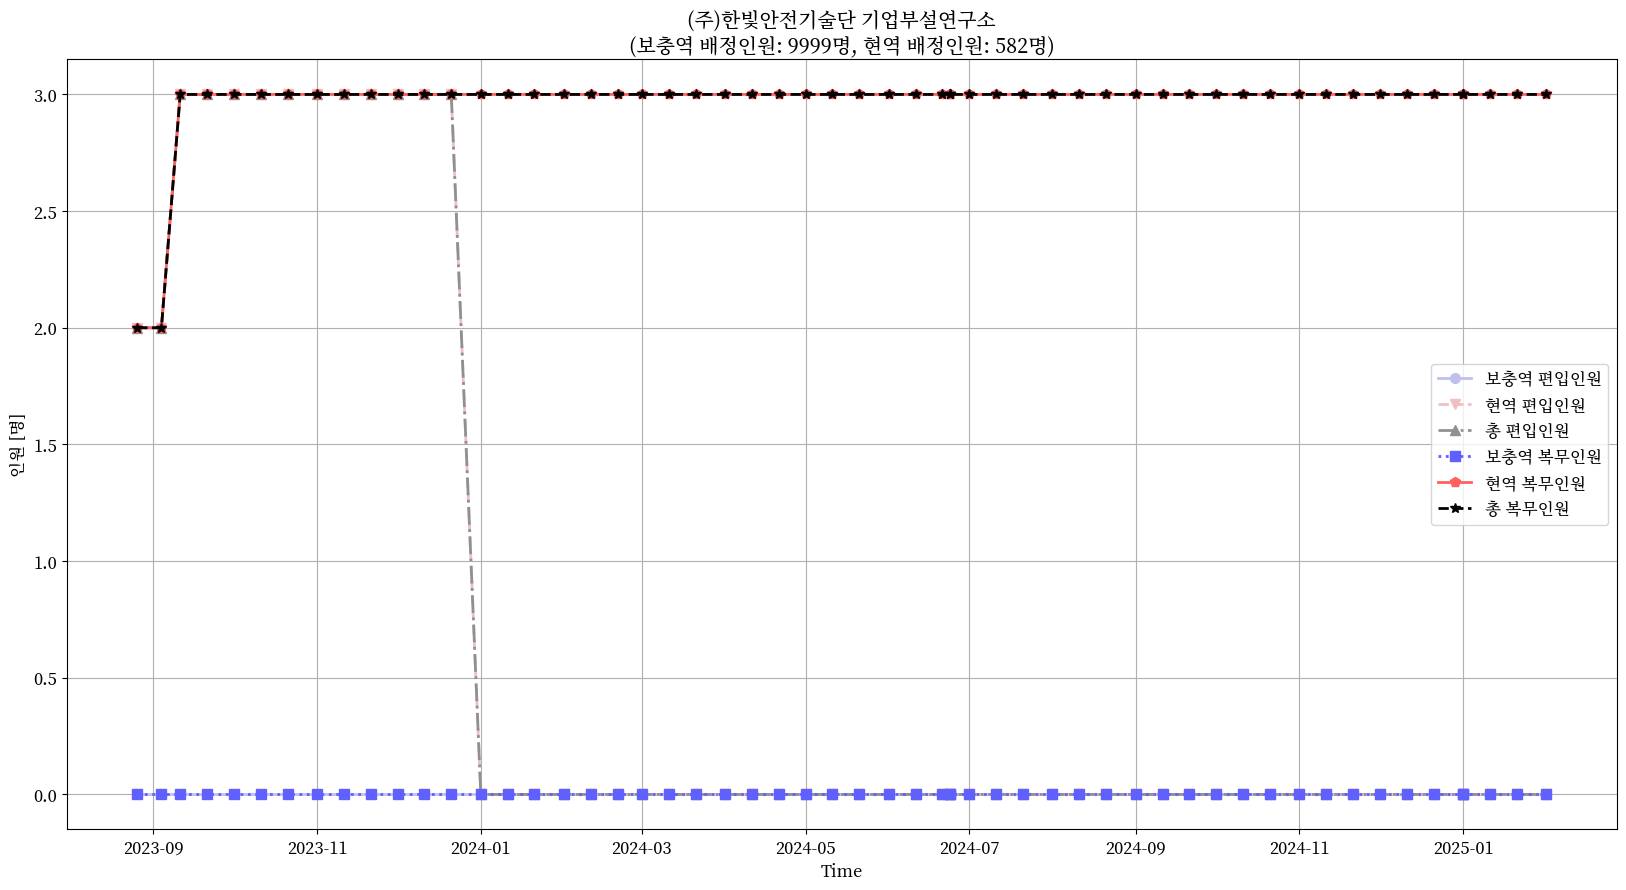 (주)한빛안전기술단 기업부설연구소
(보충역 배정인원: 9999명, 현역 배정인원: 582명)
3.0
2.5
2.0
1.5
1.0
0.5
0.0
인원 [명]
보충역 편입인원
현역 편입인원
총 편입인원
보충역 복무인원
현역 복무인원
총 복무인원
2023-09
2023-11
2024-01
2024-03
2024-05
2024-07
2024-09
2024-11
2025-01
Time